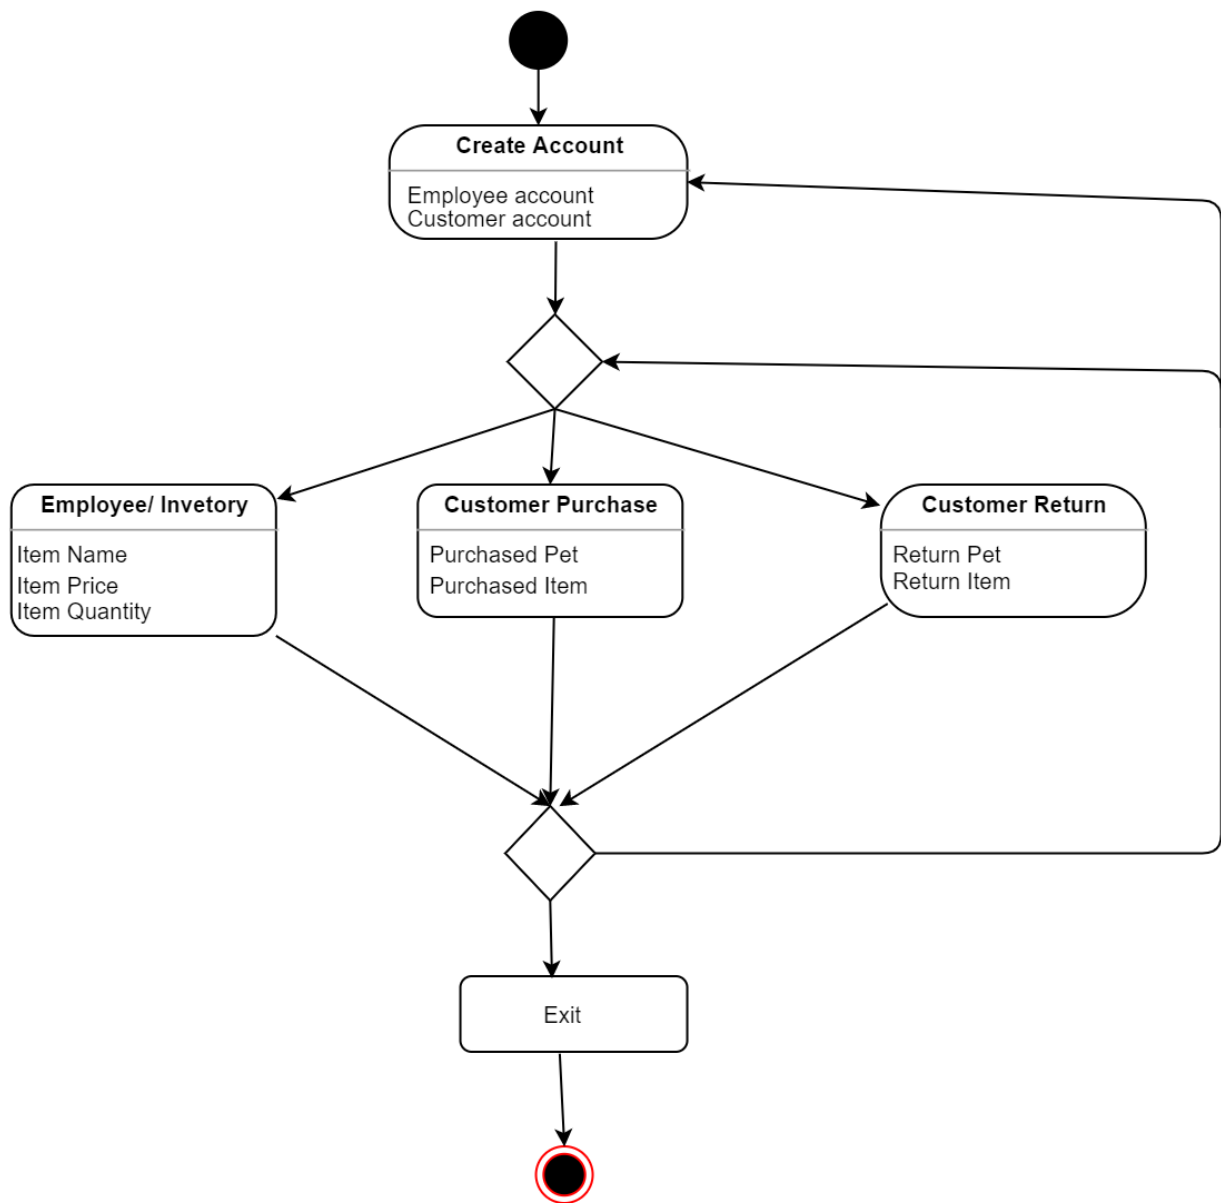 Create Account
Employee account
Customer account
Employee/ Invetory
Item Name
Item Price
Item Quantity
Customer Purchase
Purchased Pet
Purchased Item
Customer Return
Return Pet
Return Item
Exit